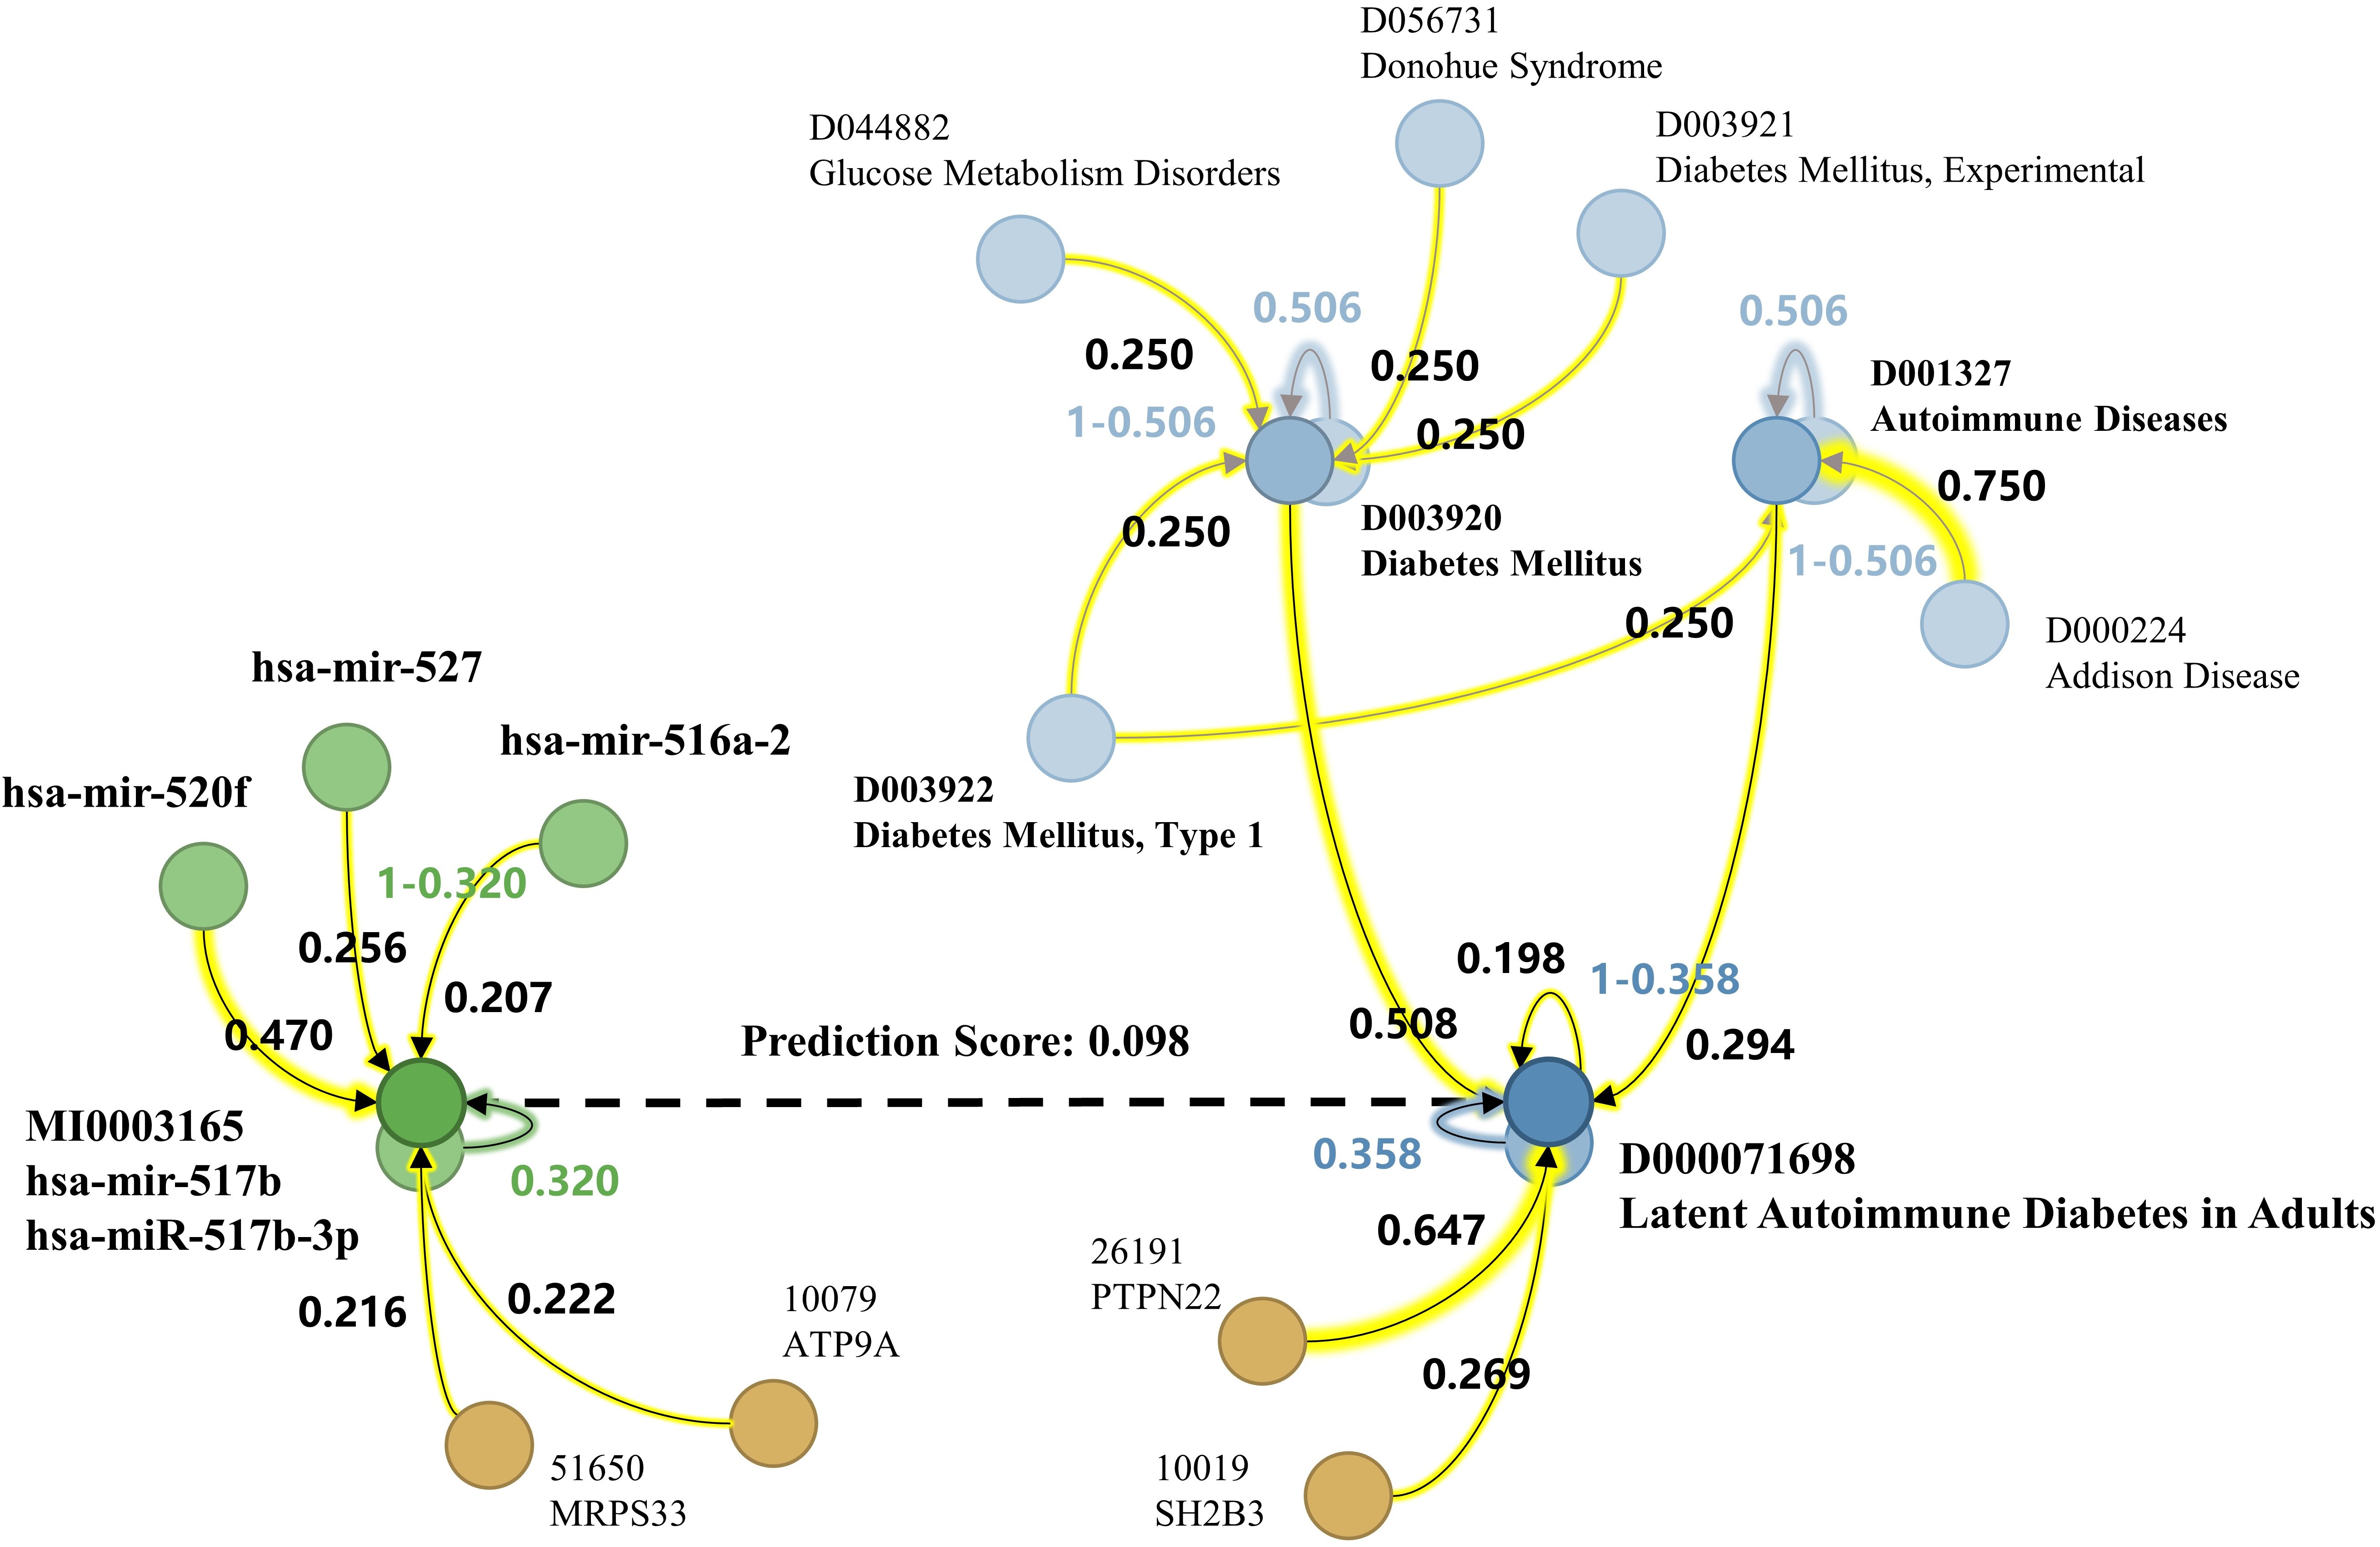 D056731
Donohue Syndrome
D044882
Glucose Metabolism Disorders
D003921
Diabetes Mellitus, Experimental
0.506
0.506
0.250
0.250
1-0.506
0.250
D001327
Autoimmune Diseases
0.750
0.250
D003920
Diabetes Mellitus
1-0.506
0.250
D000224
Addison Disease
hsa-mir-527
hsa-mir-516a-2
hsa-mir-520f
D003922
Diabetes Mellitus, Type 1
1-0.320
0.256
0.207
0.470
0.198
1-0.358
0.508
0.294
Prediction Score: 0.098
MI0003165
hsa-mir-517b
hsa-miR-517b-3p
0.320
0.358
D000071698
Latent Autoimmune Diabetes in Adults
0.647
26191
PTPN22
0.216
0.222
10079
ATP9A
0.269
51650
MRPS33
10019
SH2B3